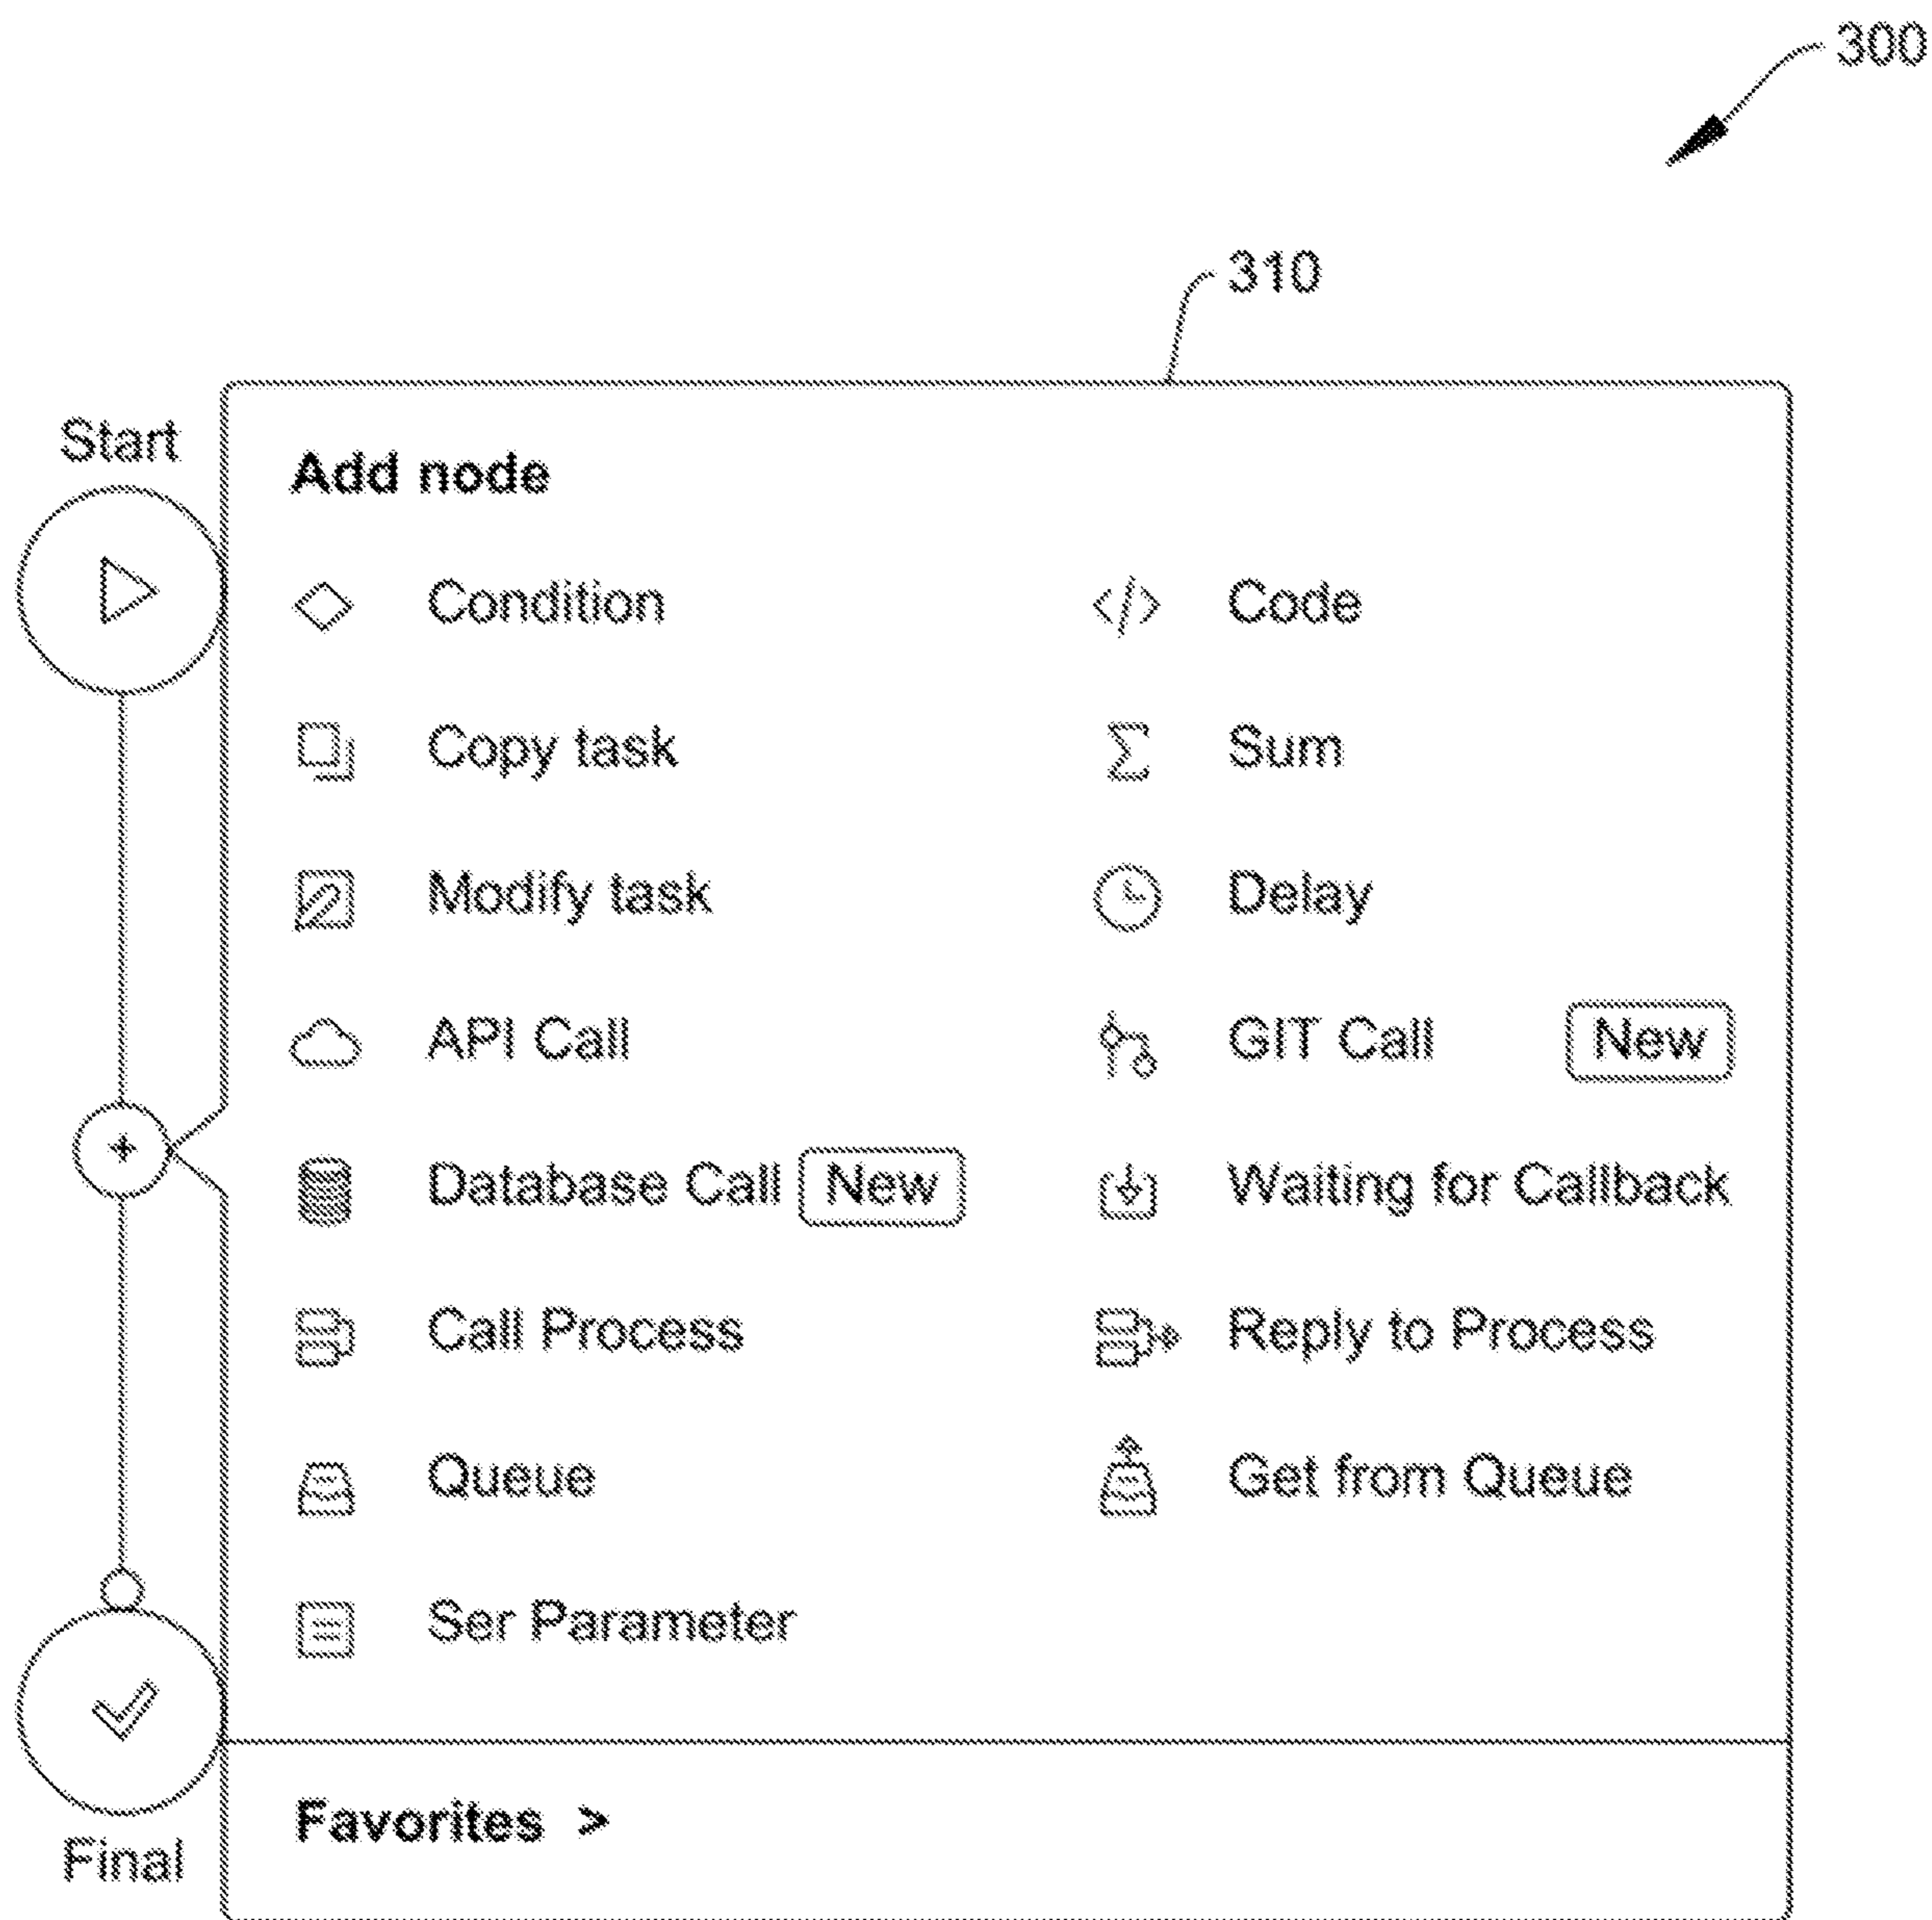 300
310
Start
Add node
Condition
Code
Copy task
Sum
Modify task
Delay
API Call
GIT Call New
Database Call New
Waiting for Callback
Call Process
Reply to Process
Queue
Get from Queue
Ser Parameter
Favorites >
Final